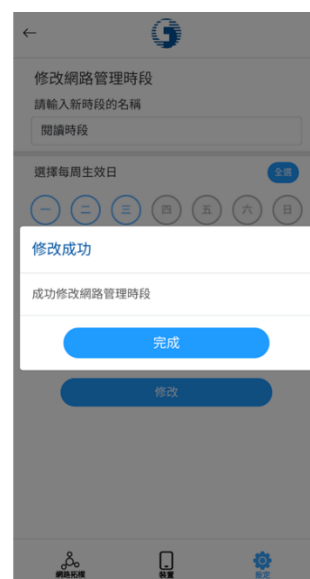 修改網路管理時段
請輸入新時段的名稱
閱讀時段
選擇每周生效日
全選
一 二 三 四 五 六 日
修改成功
成功修改網路管理時段
完成
修改
網路拓樸 裝置 設定